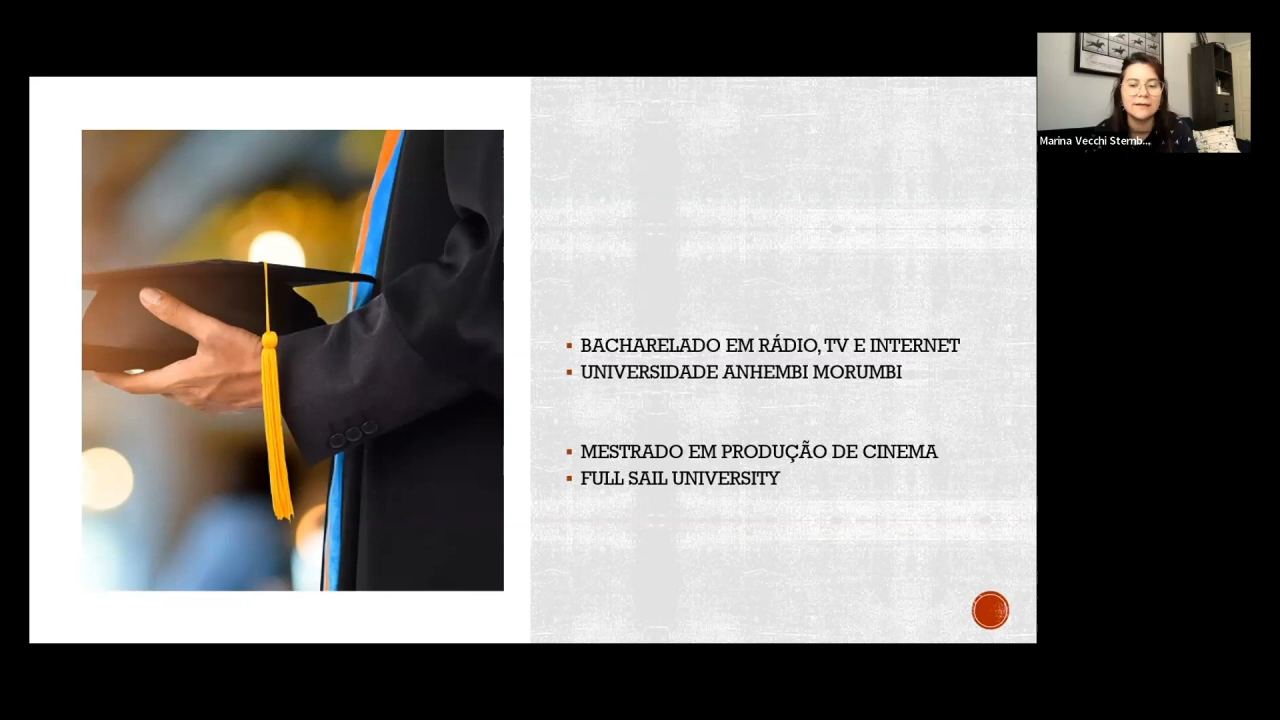 BACHARELADO EM RÁDIO, TV E INTERNET
UNIVERSIDADE ANHEMBI MORUMBI
MESTRADO EM PRODUÇÃO DE CINEMA
FULL SAIL UNIVERSITY
Marina Vecchi Sternb...